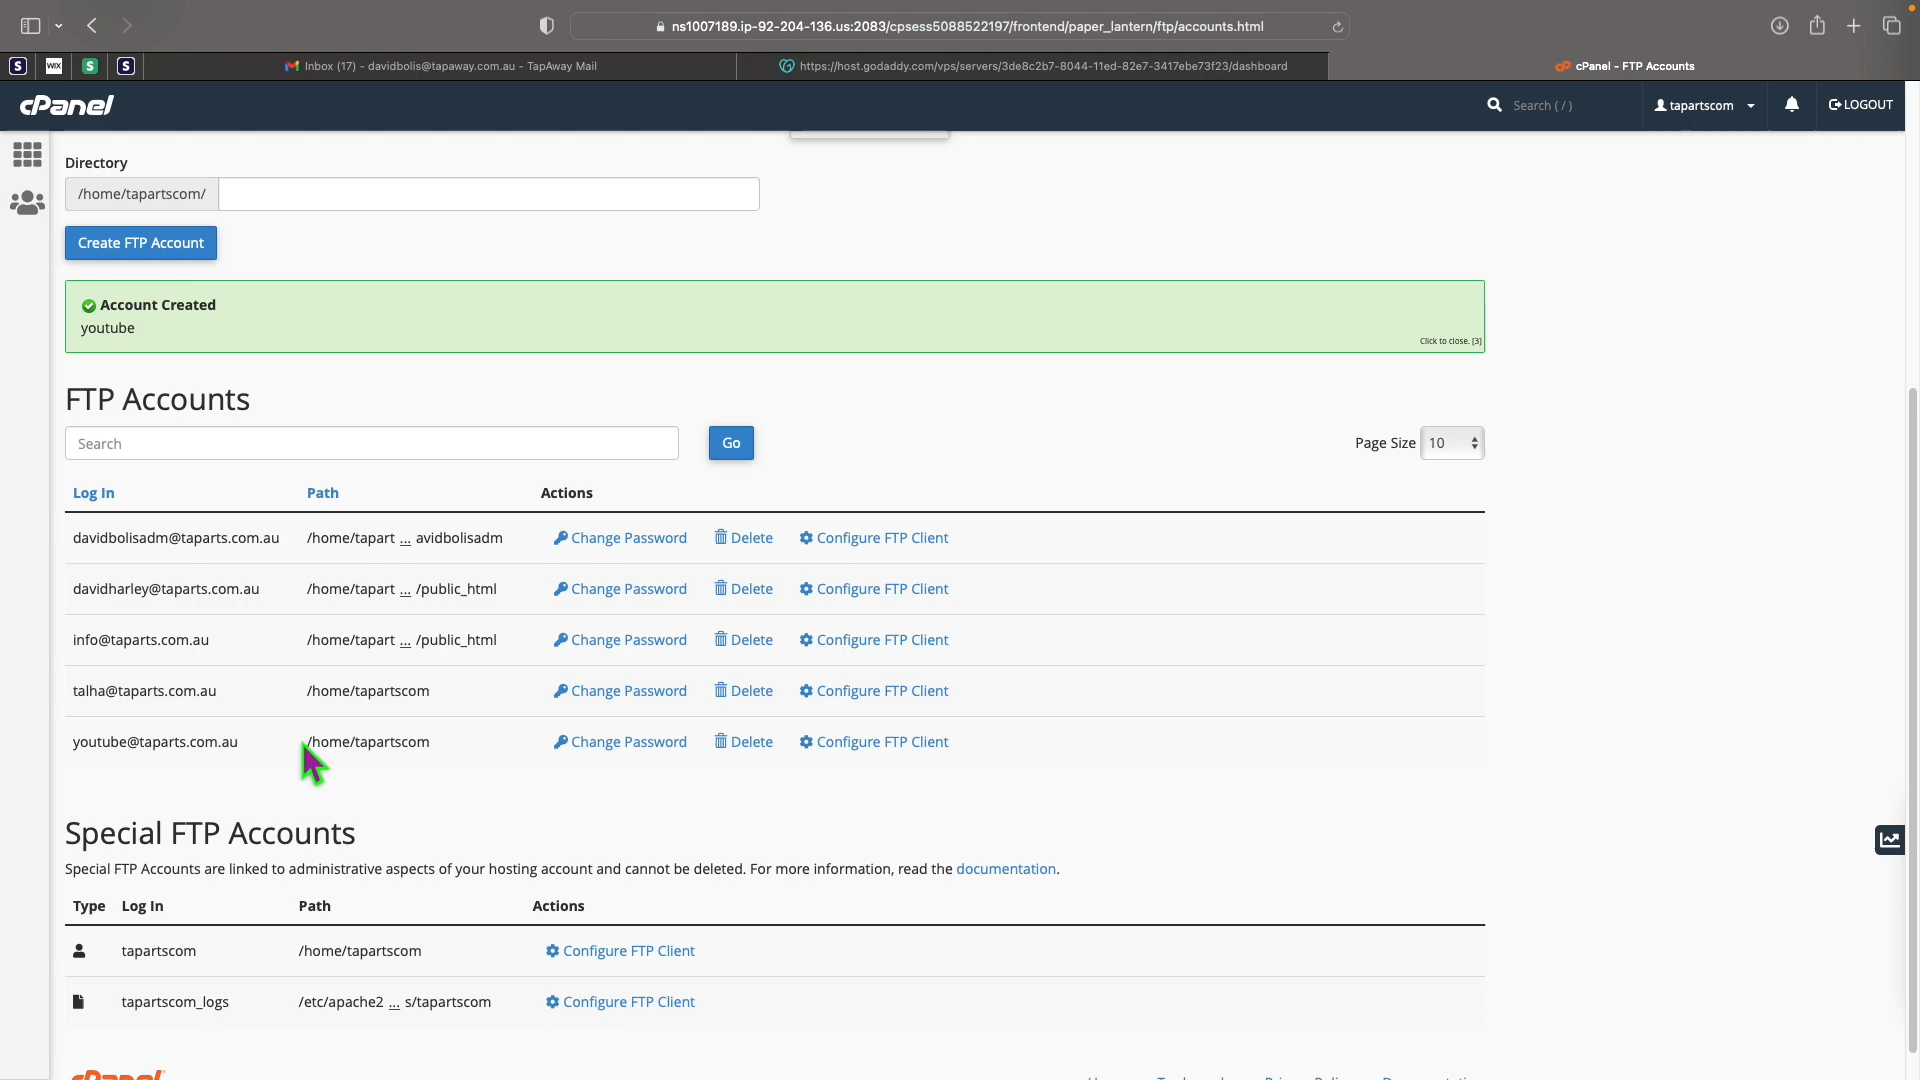 ns1007189.ip-92-204-136.us:2083/cpsess5088522197/frontend/paper_lantern/ftp/accounts.html
S WIX S S Inbox (17) - davidbolis@tapaway.com.au - TapAway Mail https://host.godaddy.com/vps/servers/3de8c2b7-8044-11ed-82e7-3417ebe73f23/dashboard cPanel - FTP Accounts
cPanel Search ( / ) tapartscom LOGOUT
Directory
/home/tapartscom/
Create FTP Account
Account Created
youtube
Click to close. [3]
FTP Accounts
Search Go Page Size 10
Log In Path Actions
davidbolisadm@taparts.com.au /home/tapart ... avidbolisadm Change Password Delete Configure FTP Client
davidharley@taparts.com.au /home/tapart ... /public_html Change Password Delete Configure FTP Client
info@taparts.com.au /home/tapart ... /public_html Change Password Delete Configure FTP Client
talha@taparts.com.au /home/tapartscom Change Password Delete Configure FTP Client
youtube@taparts.com.au /home/tapartscom Change Password Delete Configure FTP Client
Special FTP Accounts
Special FTP Accounts are linked to administrative aspects of your hosting account and cannot be deleted. For more information, read the documentation.
Type Log In Path Actions
tapartscom /home/tapartscom Configure FTP Client
tapartscom_logs /etc/apache2 ... s/tapartscom Configure FTP Client
cPanel